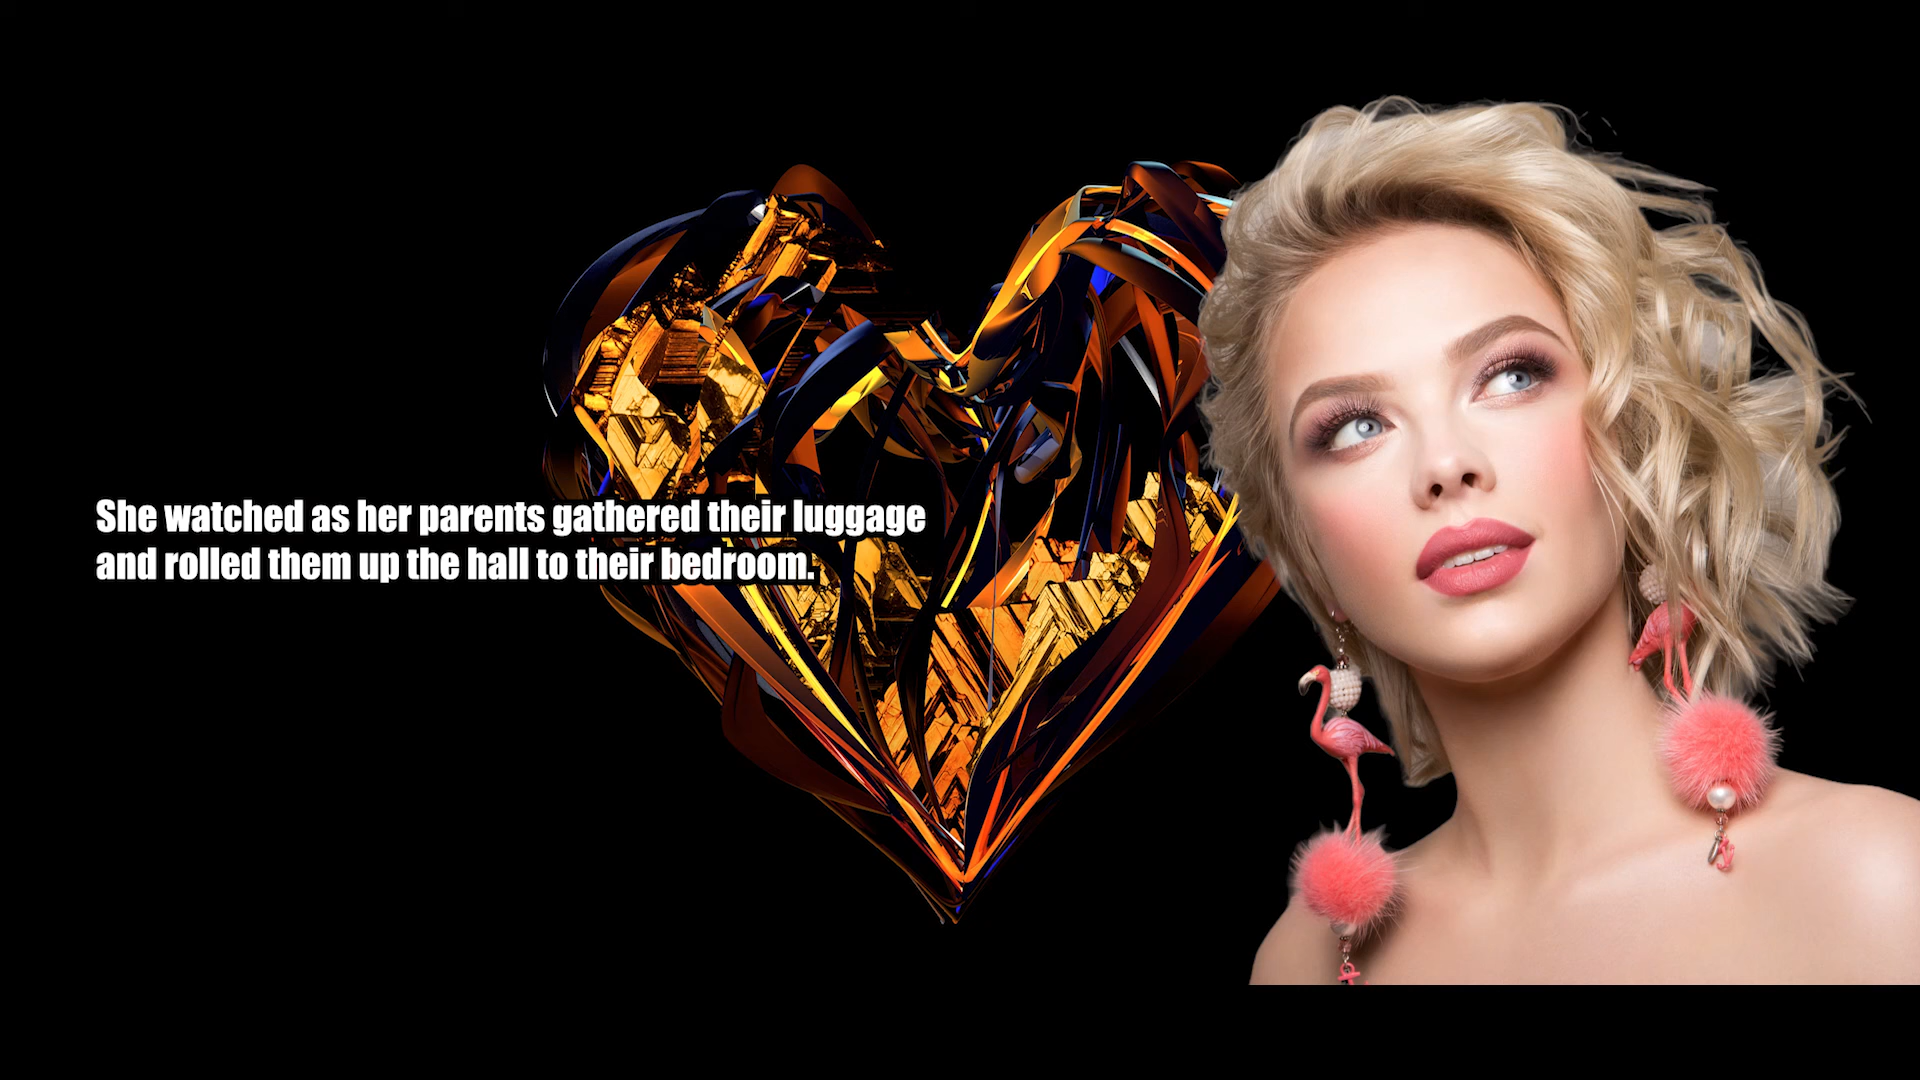 She watched as her parents gathered their luggage
and rolled them up the hall to their bedroom.